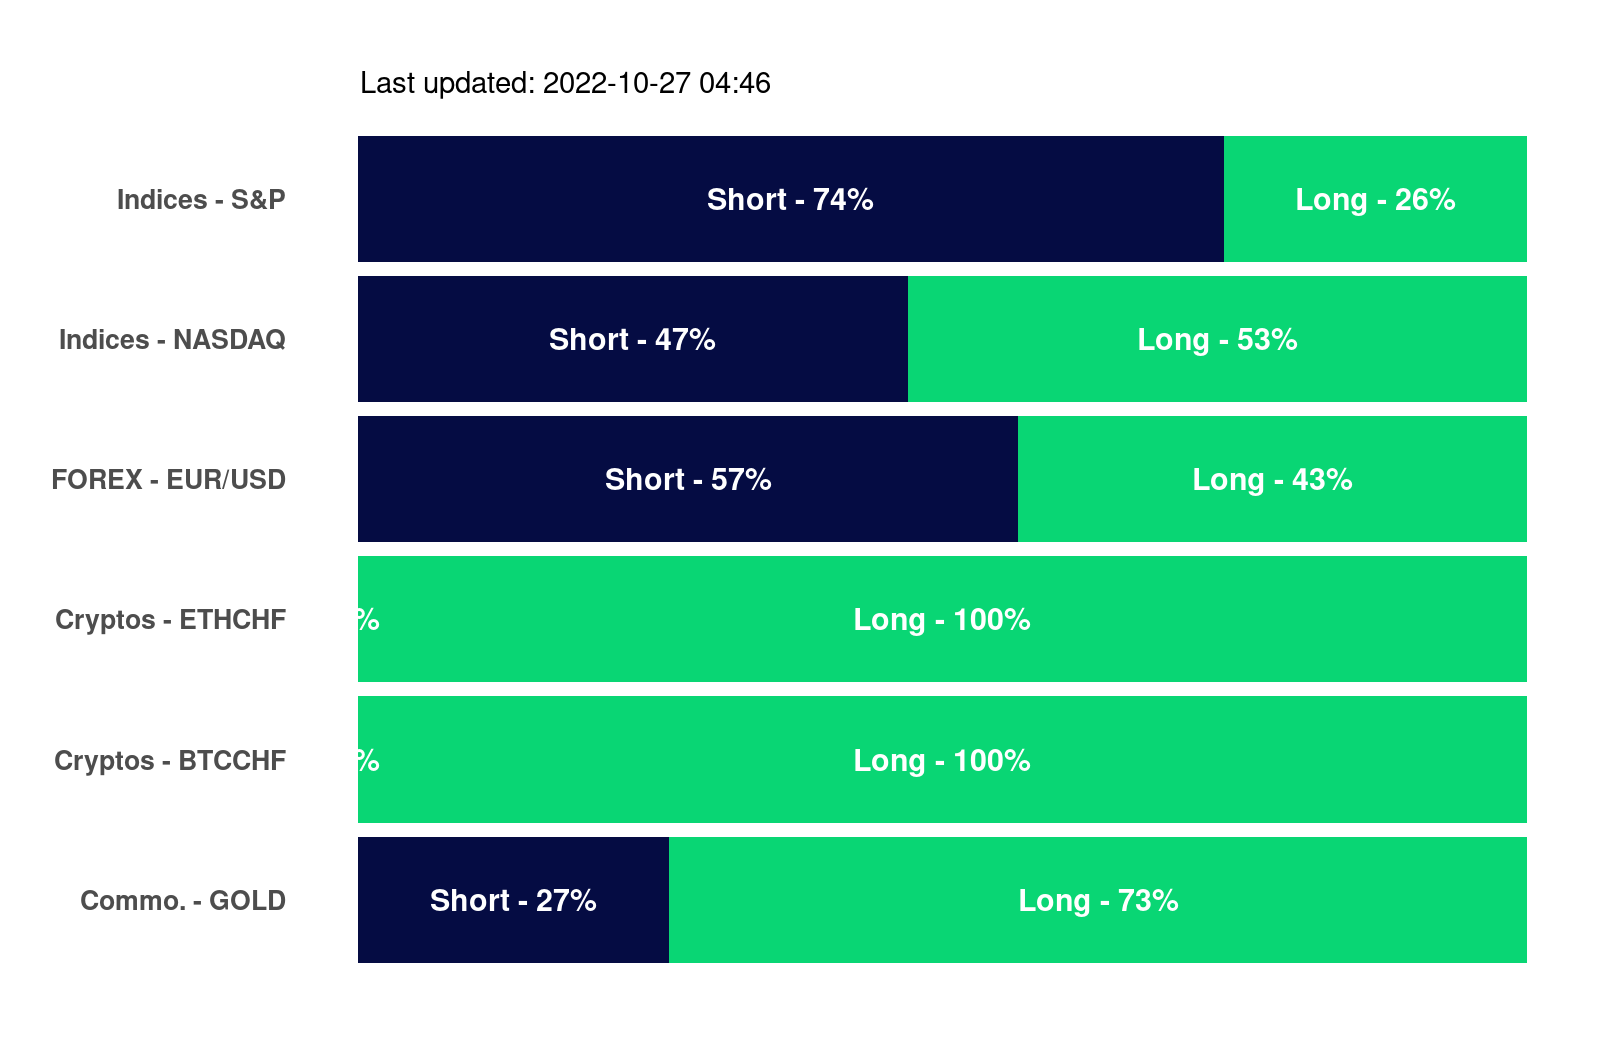 Last updated: 2022-10-27 04:46
Indices - S&P Short - 74% Long - 26%
Indices - NASDAQ Short - 47% Long - 53%
FOREX - EUR/USD Short - 57% Long - 43%
Cryptos - ETHCHF % Long - 100%
Cryptos - BTCCHF % Long - 100%
Commo. - GOLD Short - 27% Long - 73%